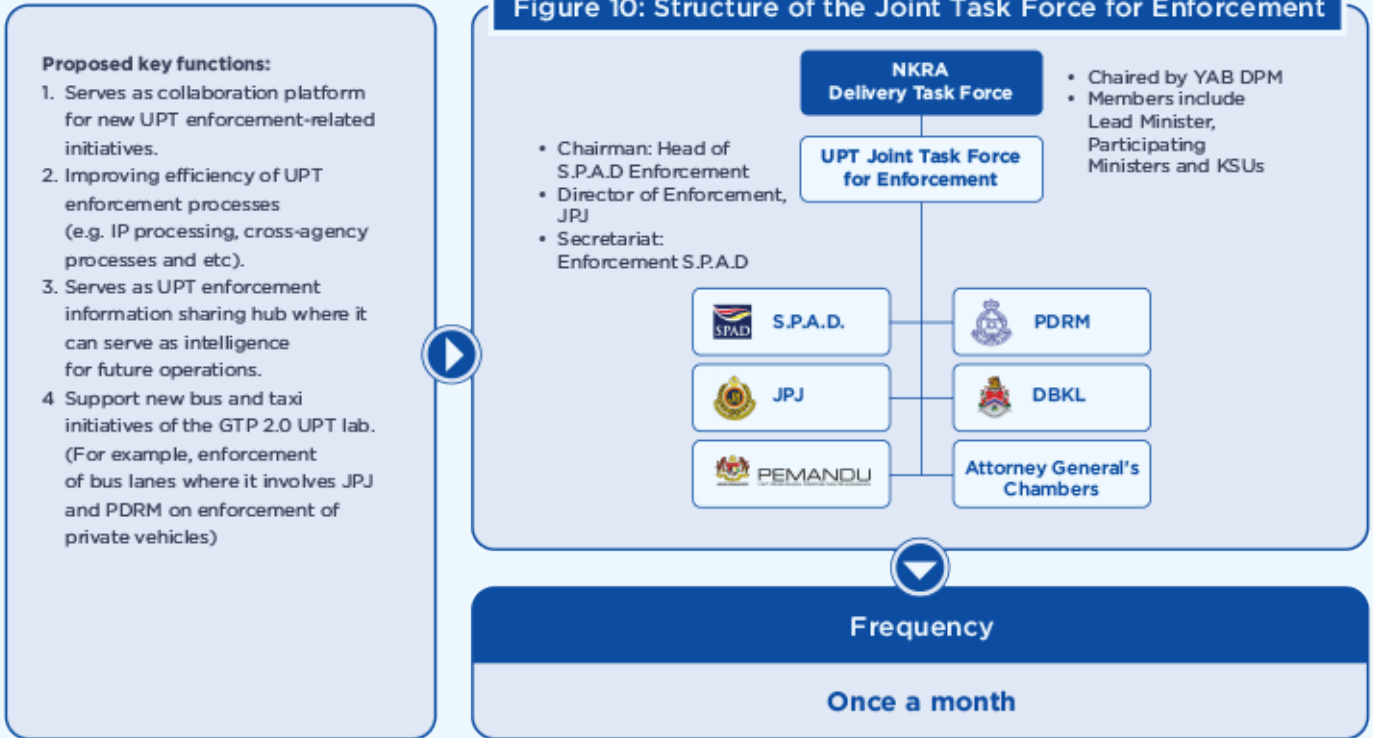 Proposed key functions:
1. Serves as collaboration platform
for new UPT enforcement-related
initiatives.
2. Improving efficiency of UPT
enforcement processes
(e.g. IP processing, cross-agency
processes and etc).
3. Serves as UPT enforcement
information sharing hub where it
can serve as intelligence
for future operations.
4 Support new bus and taxi
initiatives of the GTP 2.0 UPT lab.
(For example, enforcement
of bus lanes where it involves JPJ
and PDRM on enforcement of
private vehicles)
Figure 10: Structure of the Joint Task Force for Enforcement
NKRA
Delivery Task Force
• Chaired by YAB DPM
• Members include
Lead Minister,
Participating
Ministers and KSUs
UPT Joint Task Force
for Enforcement
• Chairman: Head of
S.P.A.D Enforcement
• Director of Enforcement,
JPJ
• Secretariat:
Enforcement S.P.A.D
SPAD
S.P.A.D.
PDRM
JPJ
DBKL
PEMANDU
Attorney General's
Chambers
Frequency
Once a month